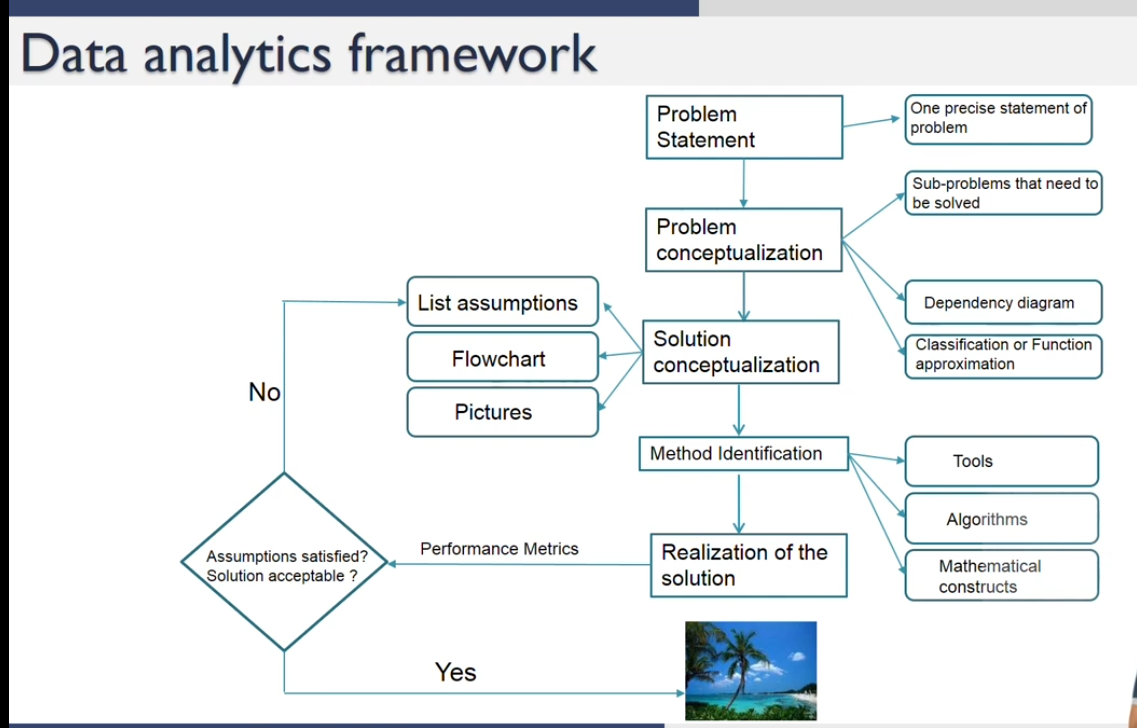 Data analytics framework
Problem
Statement
One precise statement of
problem
Sub-problems that need to
be solved
Problem
conceptualization
Dependency diagram
Classification or Function
approximation
List assumptions
Flowchart
Pictures
Solution
conceptualization
No
Method Identification
Tools
Algorithms
Mathematical
constructs
Assumptions satisfied?
Solution acceptable ?
Performance Metrics
Realization of the
solution
Yes